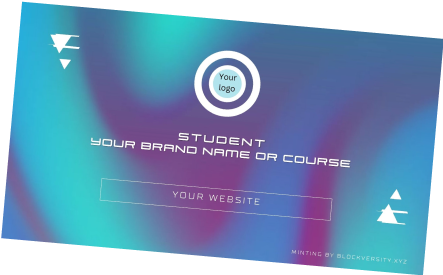 Your
logo
STUDENT
YOUR BRAND NAME OR COURSE
YOUR WEBSITE
MINTING BY BLOCKVERSITY.XYZ